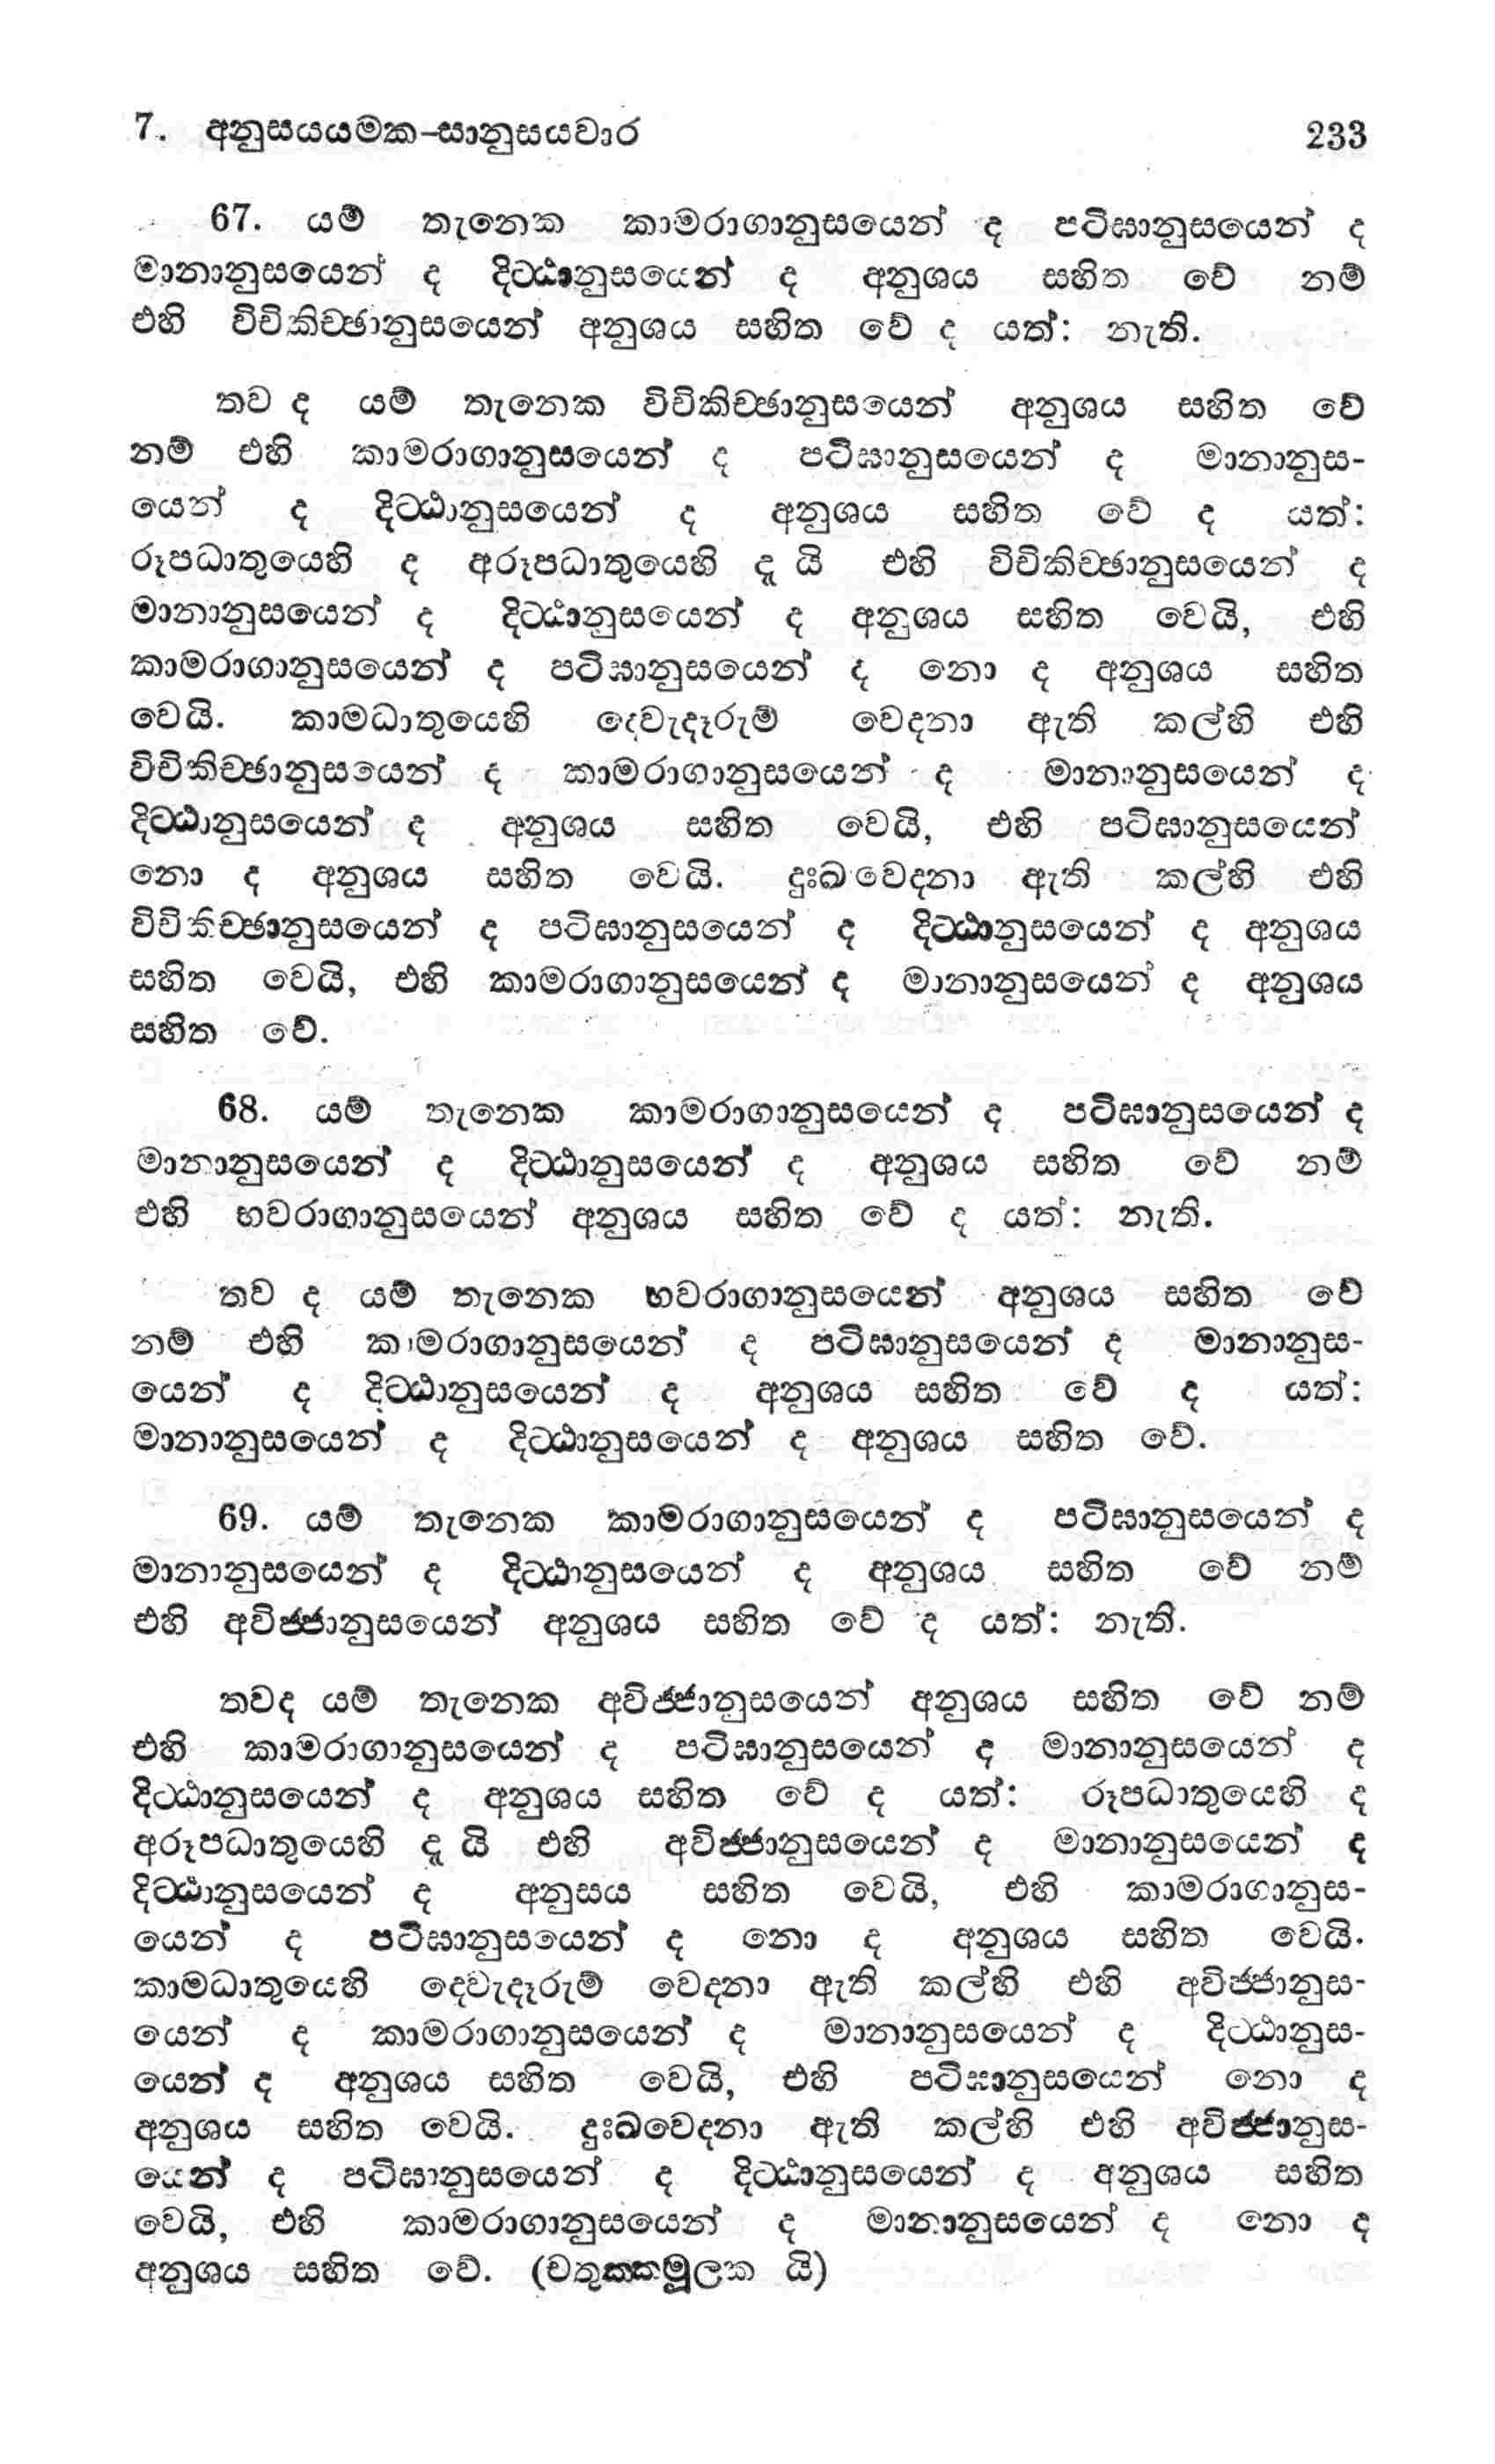 7. අනුසයයමක-සානුසයවාර 233
67. යම් තැනෙක කාමරාගානුසයෙන් ද පටිඝානුසයෙන් ද
මානානුසයෙන් ද දිට්ඨානුසයෙන් ද අනුශය සහිත වේ නම්
එහි විචිකිච්ඡානුසයෙන් අනුශය සහිත වේ ද යත්: නැති.
තව ද යම් තැනෙක විචිකිච්ඡානුසයෙන් අනුශය සහිත වේ
නම් එහි කාමරාගානුසයෙන් ද පටිඝානුසයෙන් ද මානානුස-
යෙන් ද දිට්ඨානුසයෙන් ද අනුශය සහිත වේ ද යත්:
රූපධාතුයෙහි ද අරූපධාතුයෙහි දැ යි එහි විචිකිච්ඡානුසයෙන් ද
මානානුසයෙන් ද දිට්ඨානුසයෙන් ද අනුශය සහිත වෙයි, එහි
කාමරාගානුසයෙන් ද පටිඝානුසයෙන් ද නො ද අනුශය සහිත
වෙයි. කාමධාතුයෙහි දෙවැදෑරුම් වෙදනා ඇති කල්හි එහි
විචිකිච්ඡානුසයෙන් ද කාමරාගානුසයෙන් ද මානානුසයෙන් ද
දිට්ඨානුසයෙන් ද අනුශය සහිත වෙයි, එහි පටිඝානුසයෙන්
නො ද අනුශය සහිත වෙයි. දුඃඛවෙදනා ඇති කල්හි එහි
විචිකිච්ඡානුසයෙන් ද පටිඝානුසයෙන් ද දිට්ඨානුසයෙන් ද අනුශය
සහිත වෙයි, එහි කාමරාගානුසයෙන් ද මානානුසයෙන් ද අනුශය
සහිත වේ.
68. යම් තැනෙක කාමරාගානුසයෙන් ද පටිඝානුසයෙන් ද
මානානුසයෙන් ද දිට්ඨානුසයෙන් ද අනුශය සහිත වේ නම්
එහි භවරාගානුසයෙන් අනුශය සහිත වේ ද යත්: නැති.
තව ද යම් තැනෙක භවරාගානුසයෙන් අනුශය සහිත වේ
නම් එහි කාමරාගානුසයෙන් ද පටිඝානුසයෙන් ද මානානුස-
යෙන් ද දිට්ඨානුසයෙන් ද අනුශය සහිත වේ ද යත්:
මානානුසයෙන් ද දිට්ඨානුසයෙන් ද අනුශය සහිත වේ.
69. යම් තැනෙක කාමරාගානුසයෙන් ද පටිඝානුසයෙන් ද
මානානුසයෙන් ද දිට්ඨානුසයෙන් ද අනුශය සහිත වේ නම්
එහි අවිජ්ජානුසයෙන් අනුශය සහිත වේ ද යත්: නැති.
තවද යම් තැනෙක අවිජ්ජානුසයෙන් අනුශය සහිත වේ නම්
එහි කාමරාගානුසයෙන් ද පටිඝානුසයෙන් ද මානානුසයෙන් ද
දිට්ඨානුසයෙන් ද අනුශය සහිත වේ ද යත්: රූපධාතුයෙහි ද
අරූපධාතුයෙහි දැ යි එහි අවිජ්ජානුසයෙන් ද මානානුසයෙන් ද
දිට්ඨානුසයෙන් ද අනුසය සහිත වෙයි, එහි කාමරාගානුස-
යෙන් ද පටිඝානුසයෙන් ද නො ද අනුශය සහිත වෙයි.
කාමධාතුයෙහි දෙවැදෑරුම් වෙදනා ඇති කල්හි එහි අවිජ්ජානුස-
යෙන් ද කාමරාගානුසයෙන් ද මානානුසයෙන් ද දිට්ඨානුස-
යෙන් ද අනුශය සහිත වෙයි, එහි පටිඝානුසයෙන් නො ද
අනුශය සහිත වෙයි. දුඃඛවෙදනා ඇති කල්හි එහි අවිජ්ජානුස-
යෙන් ද පටිඝානුසයෙන් ද දිට්ඨානුසයෙන් ද අනුශය සහිත
වෙයි, එහි කාමරාගානුසයෙන් ද මානානුසයෙන් ද නො ද
අනුශය සහිත වේ. (චතුක්කමූලක යි)